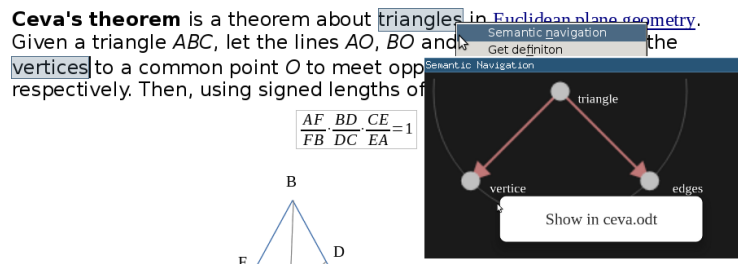 Ceva's theorem is a theorem about triangles in Euclidean plane geometry.
Given a triangle ABC, let the lines AO, BO and the
vertices to a common point O to meet opp
respectively. Then, using signed lengths of
AF/FB · BD/DC · CE/EA = 1
B
D
Semantic navigation
Get definiton
Semantic Navigation
triangle
vertice
edges
Show in ceva.odt